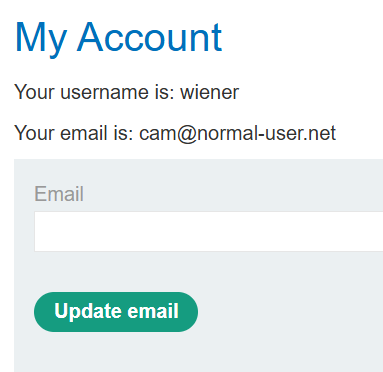 My Account
Your username is: wiener
Your email is: cam@normal-user.net
Email
Update email